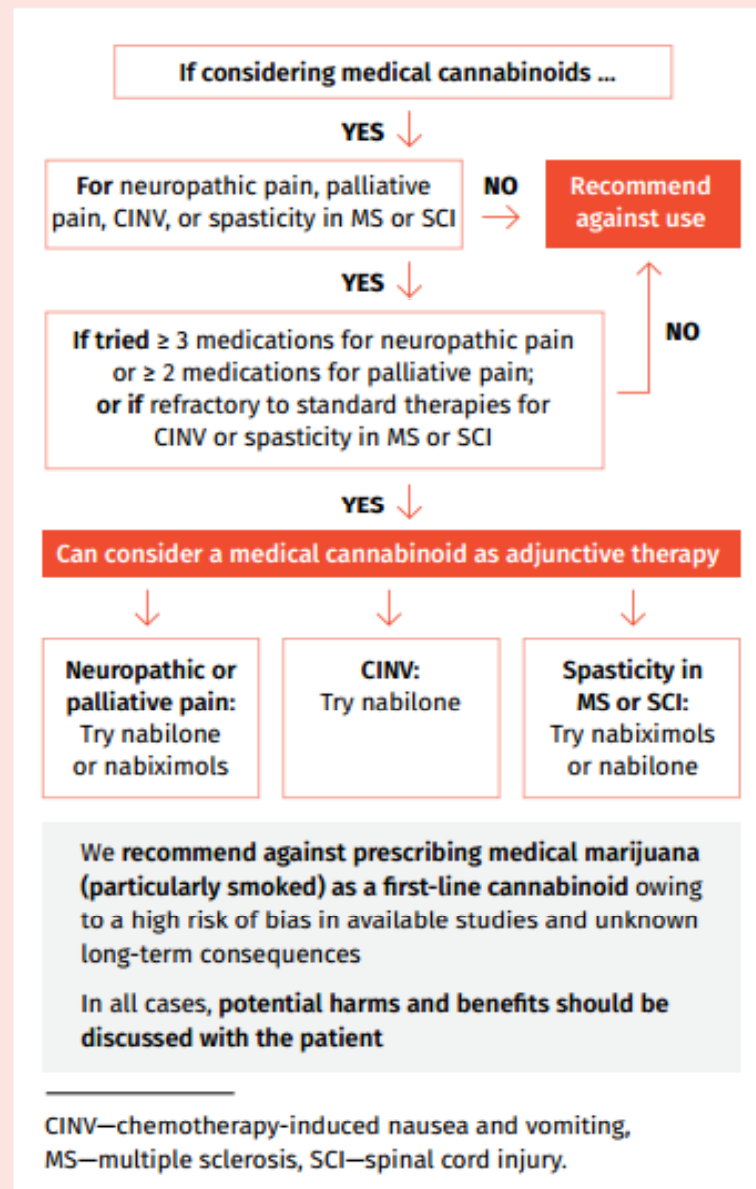 If considering medical cannabinoids ...
YES
For neuropathic pain, palliative
pain, CINV, or spasticity in MS or SCI
NO
Recommend
against use
YES
If tried ≥ 3 medications for neuropathic pain
or ≥ 2 medications for palliative pain;
or if refractory to standard therapies for
CINV or spasticity in MS or SCI
NO
YES
Can consider a medical cannabinoid as adjunctive therapy
Neuropathic or
palliative pain:
Try nabilone
or nabiximols
CINV:
Try nabilone
Spasticity in
MS or SCI:
Try nabiximols
or nabilone
We recommend against prescribing medical marijuana
(particularly smoked) as a first-line cannabinoid owing
to a high risk of bias in available studies and unknown
long-term consequences
In all cases, potential harms and benefits should be
discussed with the patient
CINV—chemotherapy-induced nausea and vomiting,
MS—multiple sclerosis, SCI—spinal cord injury.